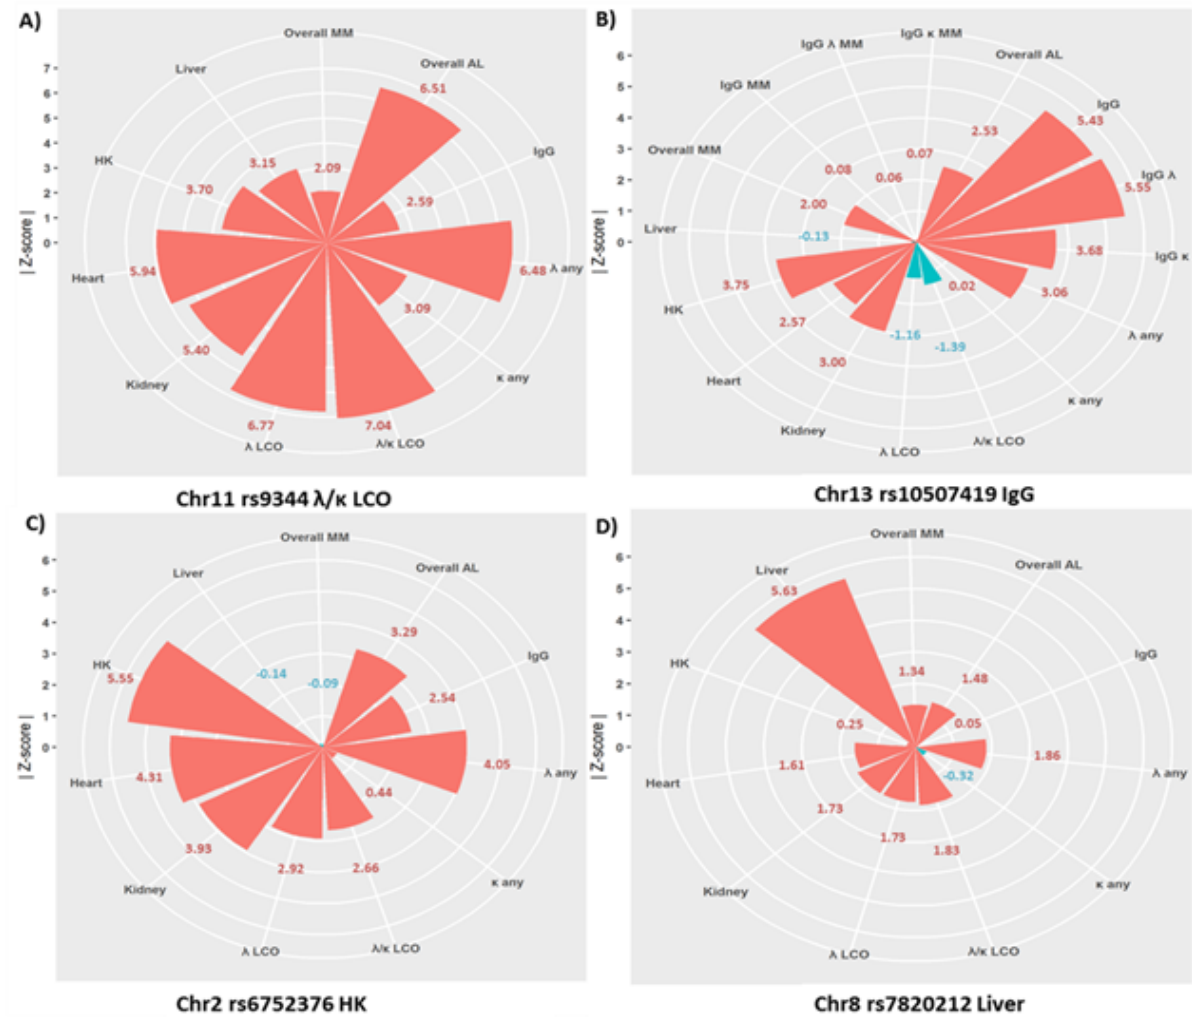 A)
Overall MM
Overall AL
6.51
IgG
2.59
λ any
6.48
κ any
3.09
λ/κ LCO
7.04
λ LCO
6.77
Kidney
5.40
Heart
5.94
HK
3.70
Liver
3.15
2.09
| Z-score |
7
6
5
4
3
2
1
0
Chr11 rs9344 λ/κ LCO
B)
IgG κ MM
0.07
Overall AL
2.53
IgG
5.43
IgG λ
5.55
IgG κ
3.68
λ any
3.06
κ any
0.02
λ/κ LCO
-1.39
λ LCO
-1.16
Kidney
3.00
Heart
2.57
HK
3.75
Liver
-0.13
Overall MM
2.00
IgG MM
0.08
IgG λ MM
0.06
| Z-score |
6
5
4
3
2
1
0
Chr13 rs10507419 IgG
C)
Overall MM
-0.09
Overall AL
3.29
IgG
2.54
λ any
4.05
κ any
0.44
λ/κ LCO
2.66
λ LCO
2.92
Kidney
3.93
Heart
4.31
HK
5.55
Liver
-0.14
| Z-score |
6
5
4
3
2
1
0
Chr2 rs6752376 HK
D)
Overall MM
1.34
Overall AL
1.48
IgG
0.05
λ any
1.86
κ any
-0.32
λ/κ LCO
1.83
λ LCO
1.73
Kidney
1.73
Heart
1.61
HK
0.25
Liver
5.63
| Z-score |
6
5
4
3
2
1
0
Chr8 rs7820212 Liver